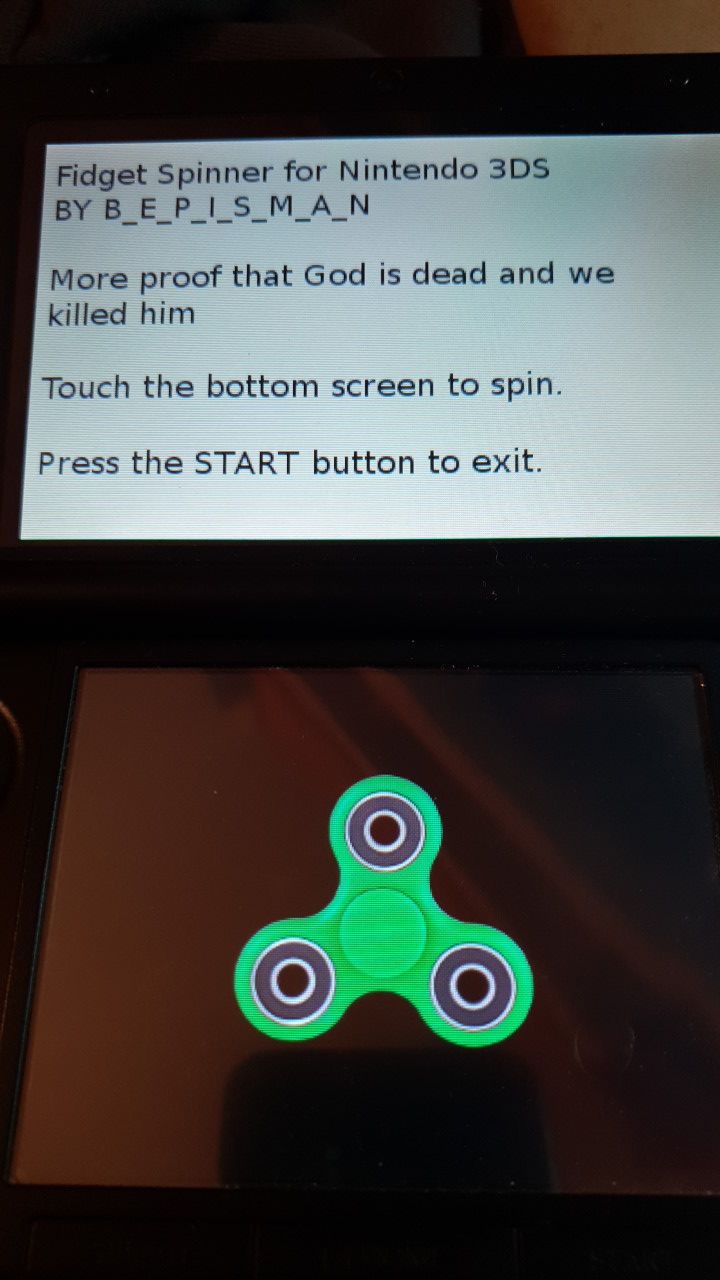 Fidget Spinner for Nintendo 3DS
BY B_E_P_I_S_M_A_N
More proof that God is dead and we
killed him
Touch the bottom screen to spin.
Press the START button to exit.